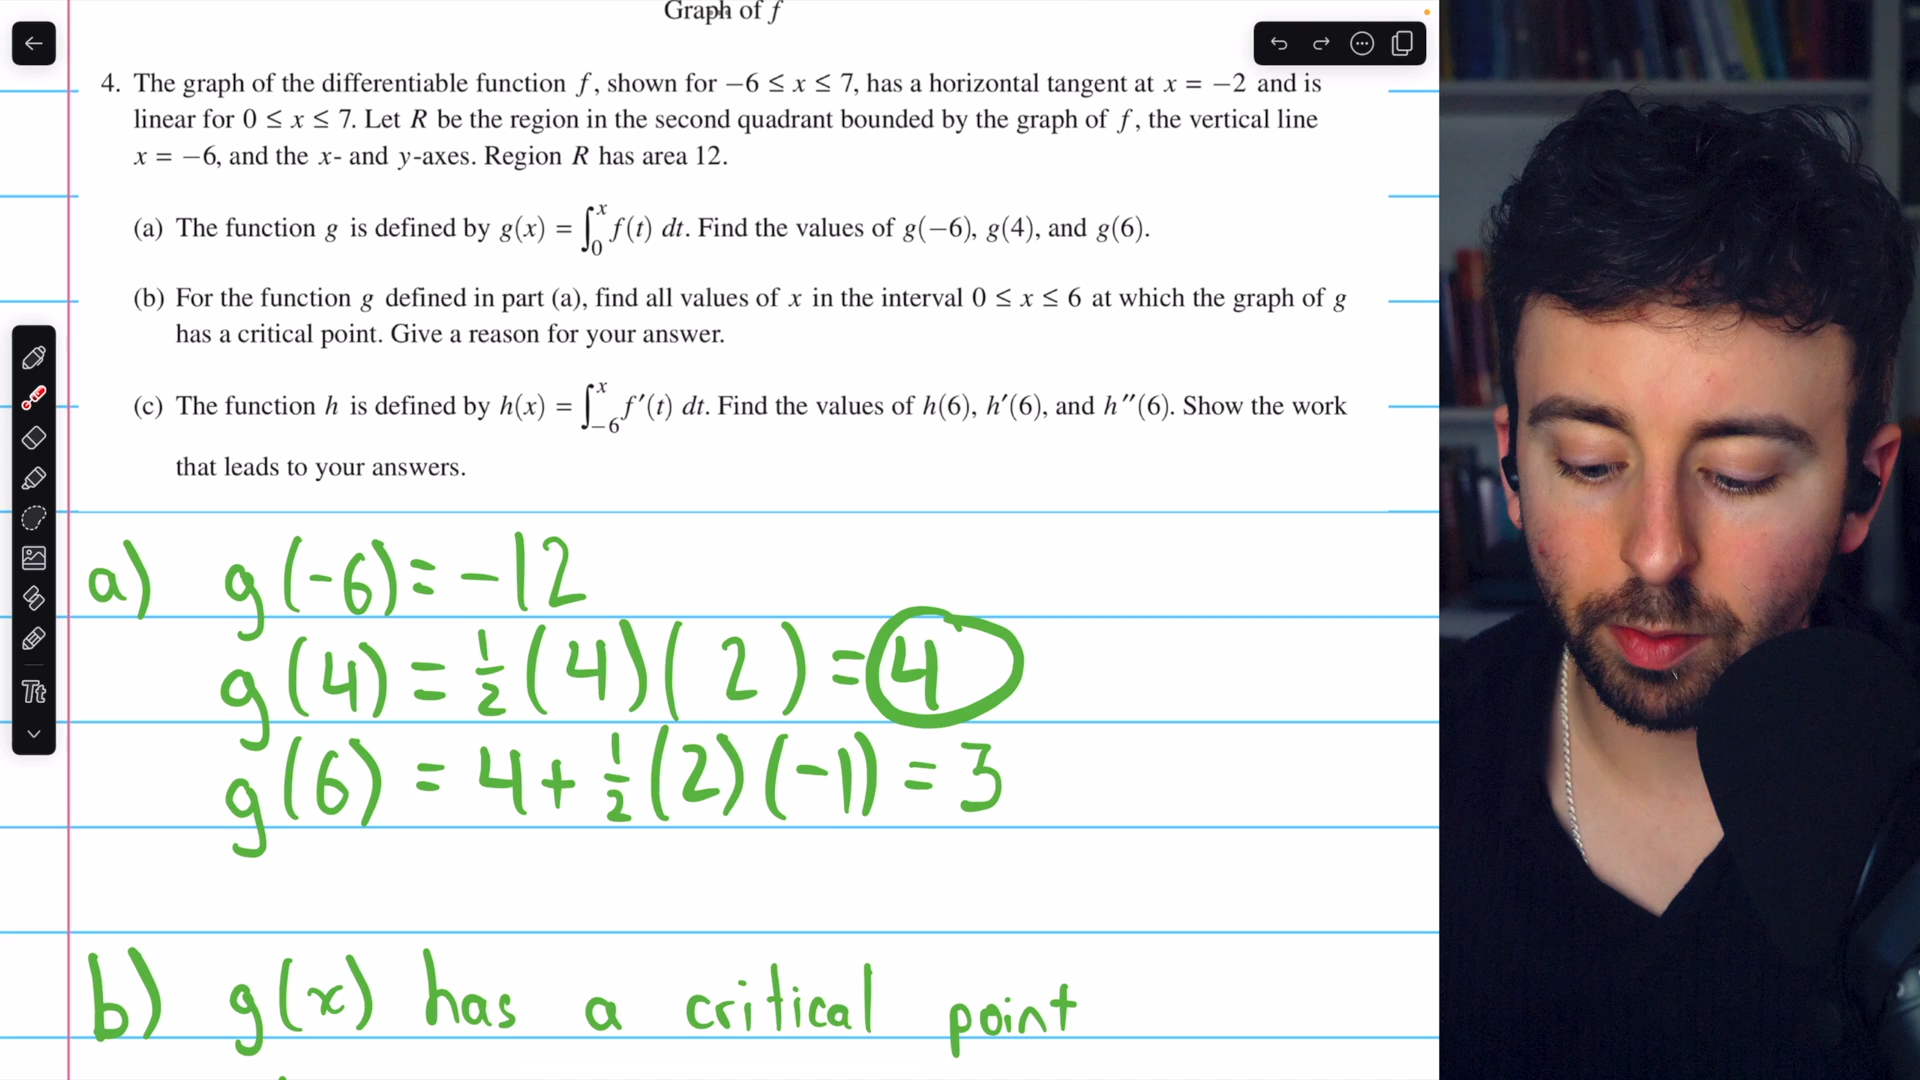 Graph of f
4. The graph of the differentiable function f, shown for −6 ≤ x ≤ 7, has a horizontal tangent at x = −2 and is
linear for 0 ≤ x ≤ 7. Let R be the region in the second quadrant bounded by the graph of f, the vertical line
x = −6, and the x- and y-axes. Region R has area 12.
(a) The function g is defined by g(x) = ∫₀ˣ f(t) dt. Find the values of g(−6), g(4), and g(6).
(b) For the function g defined in part (a), find all values of x in the interval 0 ≤ x ≤ 6 at which the graph of g
has a critical point. Give a reason for your answer.
(c) The function h is defined by h(x) = ∫₋₆ˣ f′(t) dt. Find the values of h(6), h′(6), and h″(6). Show the work
that leads to your answers.
Tt
a) g(-6) = -12
g(4) = 1/2 (4)(2) = 4
g(6) = 4 + 1/2 (2)(-1) = 3
b) g(x) has a critical point